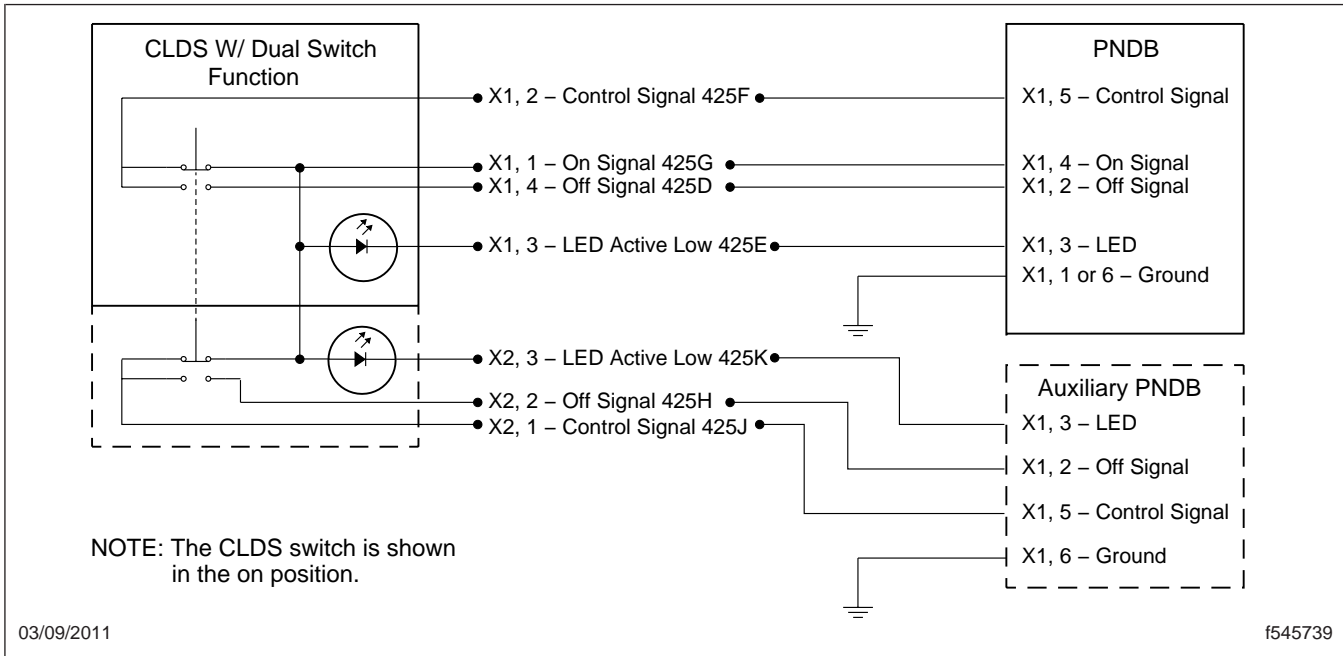 CLDS W/ Dual Switch
Function
PNDB
X1, 2 – Control Signal 425F
X1, 5 – Control Signal
X1, 1 – On Signal 425G
X1, 4 – On Signal
X1, 4 – Off Signal 425D
X1, 2 – Off Signal
X1, 3 – LED Active Low 425E
X1, 3 – LED
X1, 1 or 6 – Ground
X2, 3 – LED Active Low 425K
X2, 2 – Off Signal 425H
X2, 1 – Control Signal 425J
Auxiliary PNDB
X1, 3 – LED
X1, 2 – Off Signal
X1, 5 – Control Signal
X1, 6 – Ground
NOTE: The CLDS switch is shown
in the on position.
03/09/2011
f545739